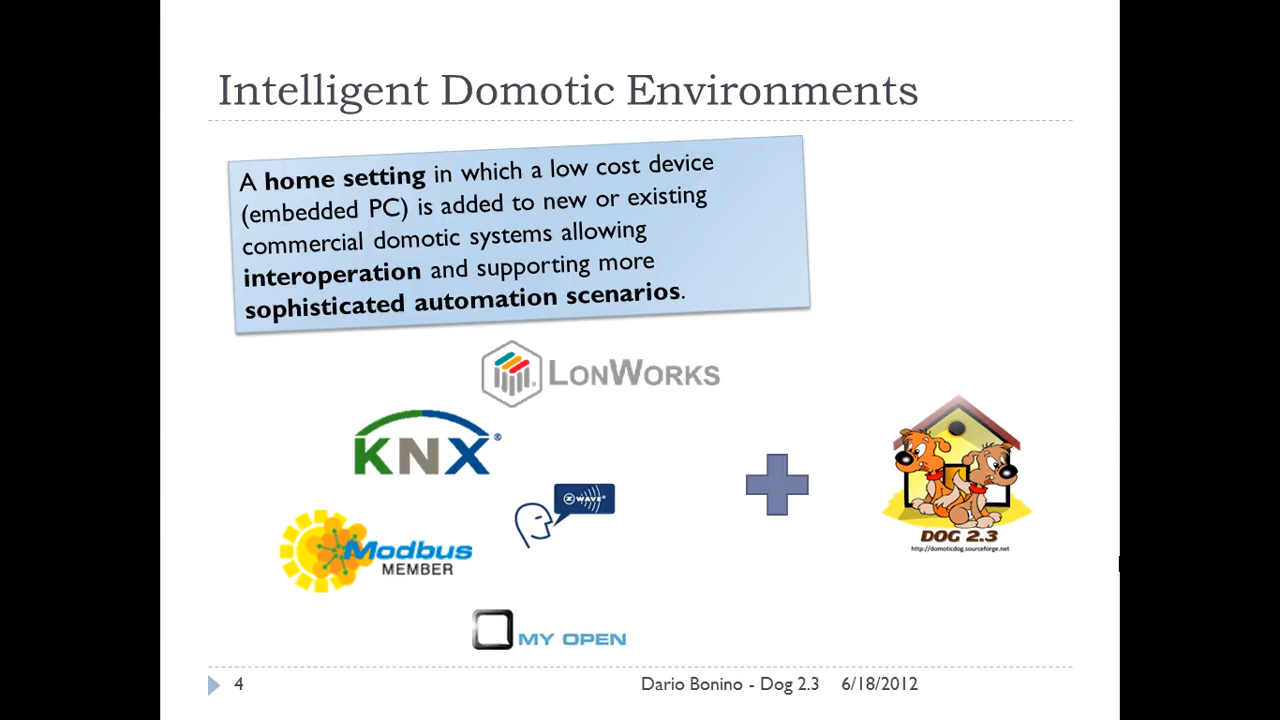 Intelligent Domotic Environments
A home setting in which a low cost device
(embedded PC) is added to new or existing
commercial domotic systems allowing
interoperation and supporting more
sophisticated automation scenarios.
LONWORKS
KNX®
Z WAVE®
Modbus
MEMBER
MY OPEN
DOG 2.3
http://domoticdog.sourceforge.net
4
Dario Bonino - Dog 2.3
6/18/2012